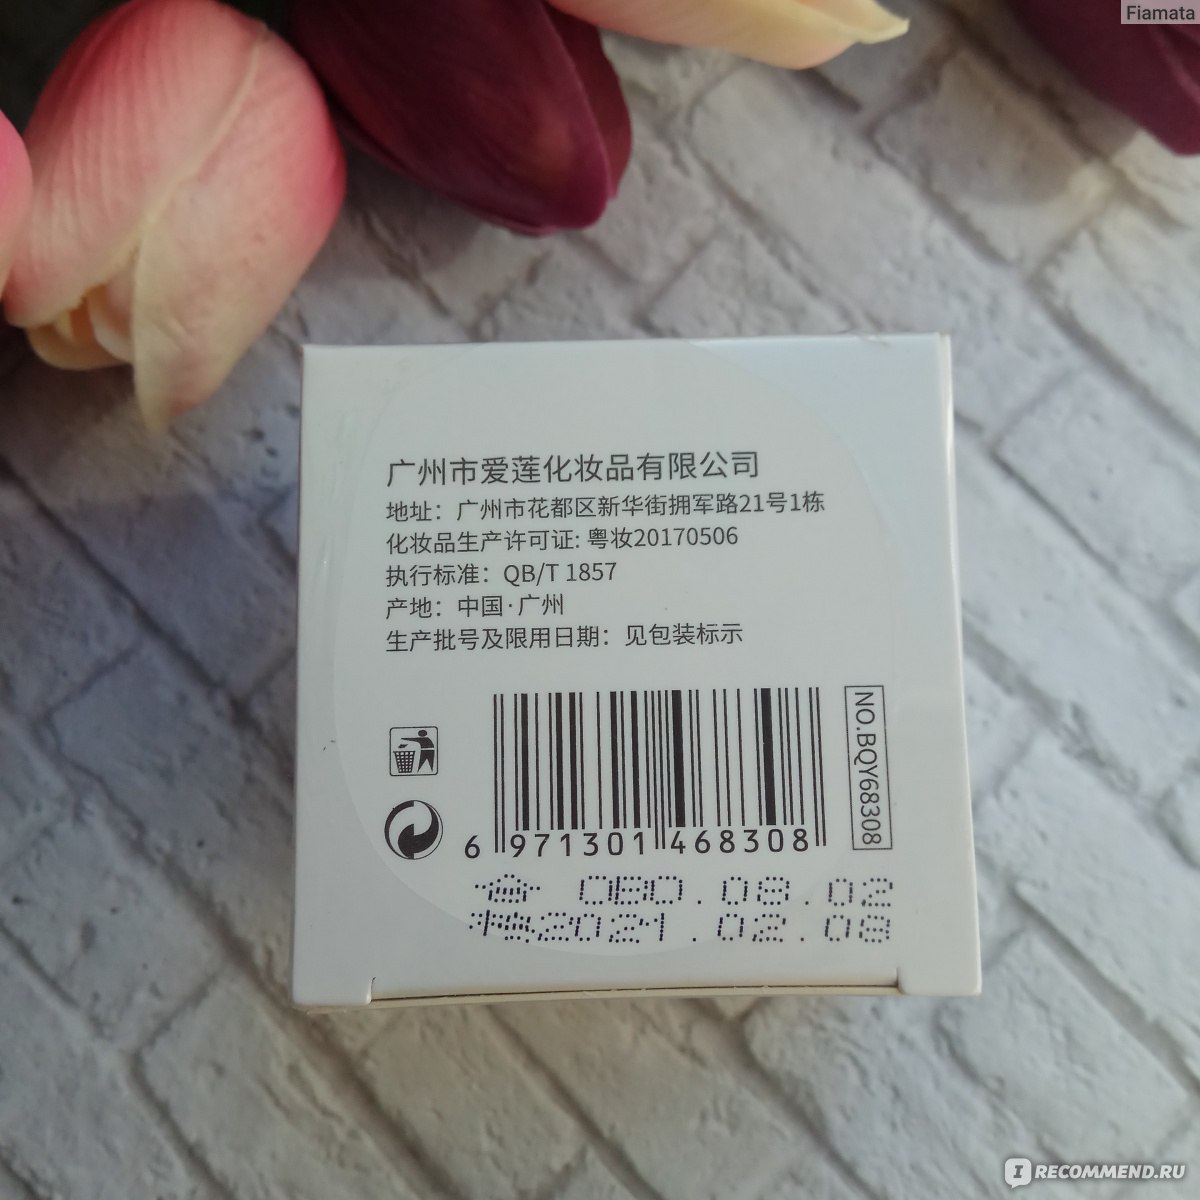 Fiamata
广州市爱莲化妆品有限公司
地址：广州市花都区新华街拥军路21号1栋
化妆品生产许可证: 粤妆20170506
执行标准：QB/T 1857
产地：中国·广州
生产批号及限用日期：见包装标示
NO.BQY68308
6 971301 468308
OBO.08.02
2021.02.08
IRECOMMEND.RU